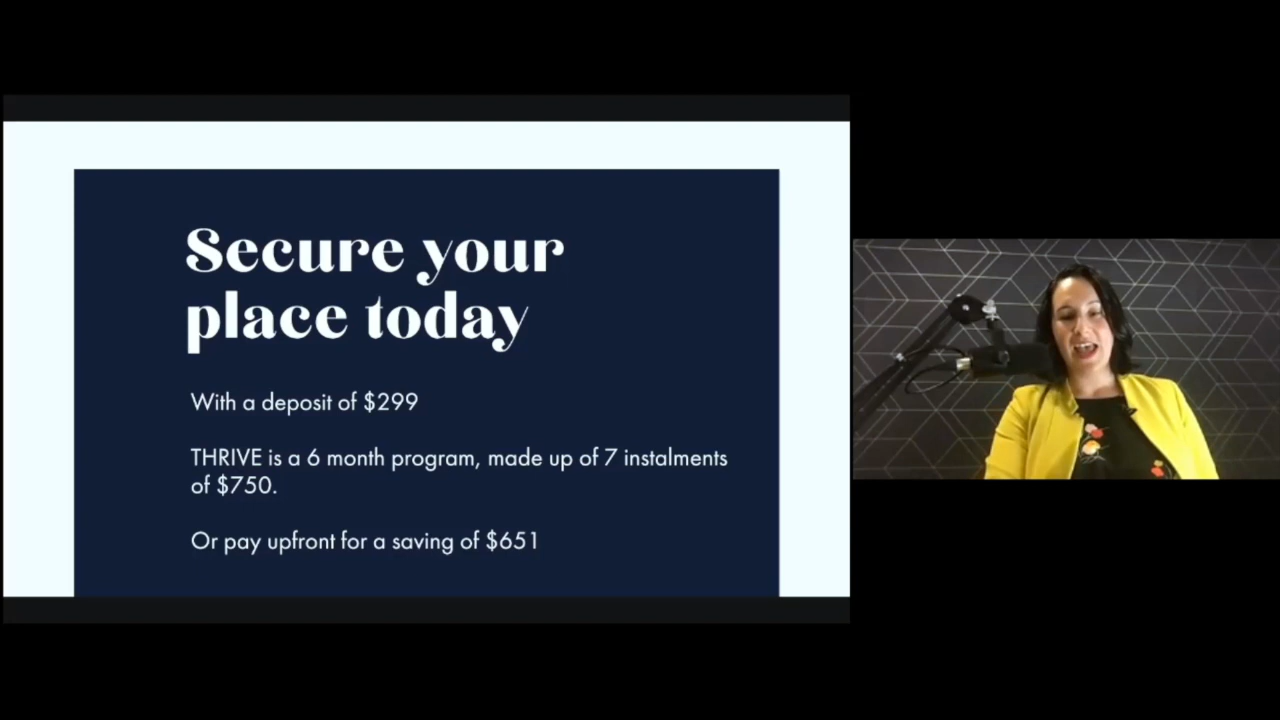 Secure your
place today
With a deposit of $299
THRIVE is a 6 month program, made up of 7 instalments
of $750.
Or pay upfront for a saving of $651